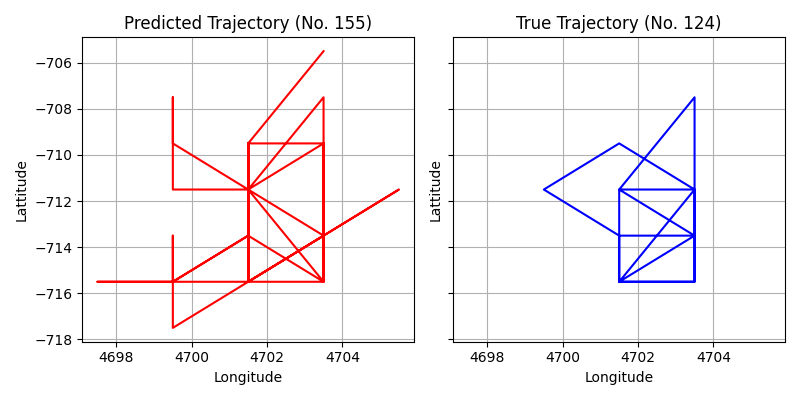 Predicted Trajectory (No. 155)
True Trajectory (No. 124)
Lattitude
−706
−708
−710
−712
−714
−716
−718
4698
4700
4702
4704
Longitude
Lattitude
4698
4700
4702
4704
Longitude